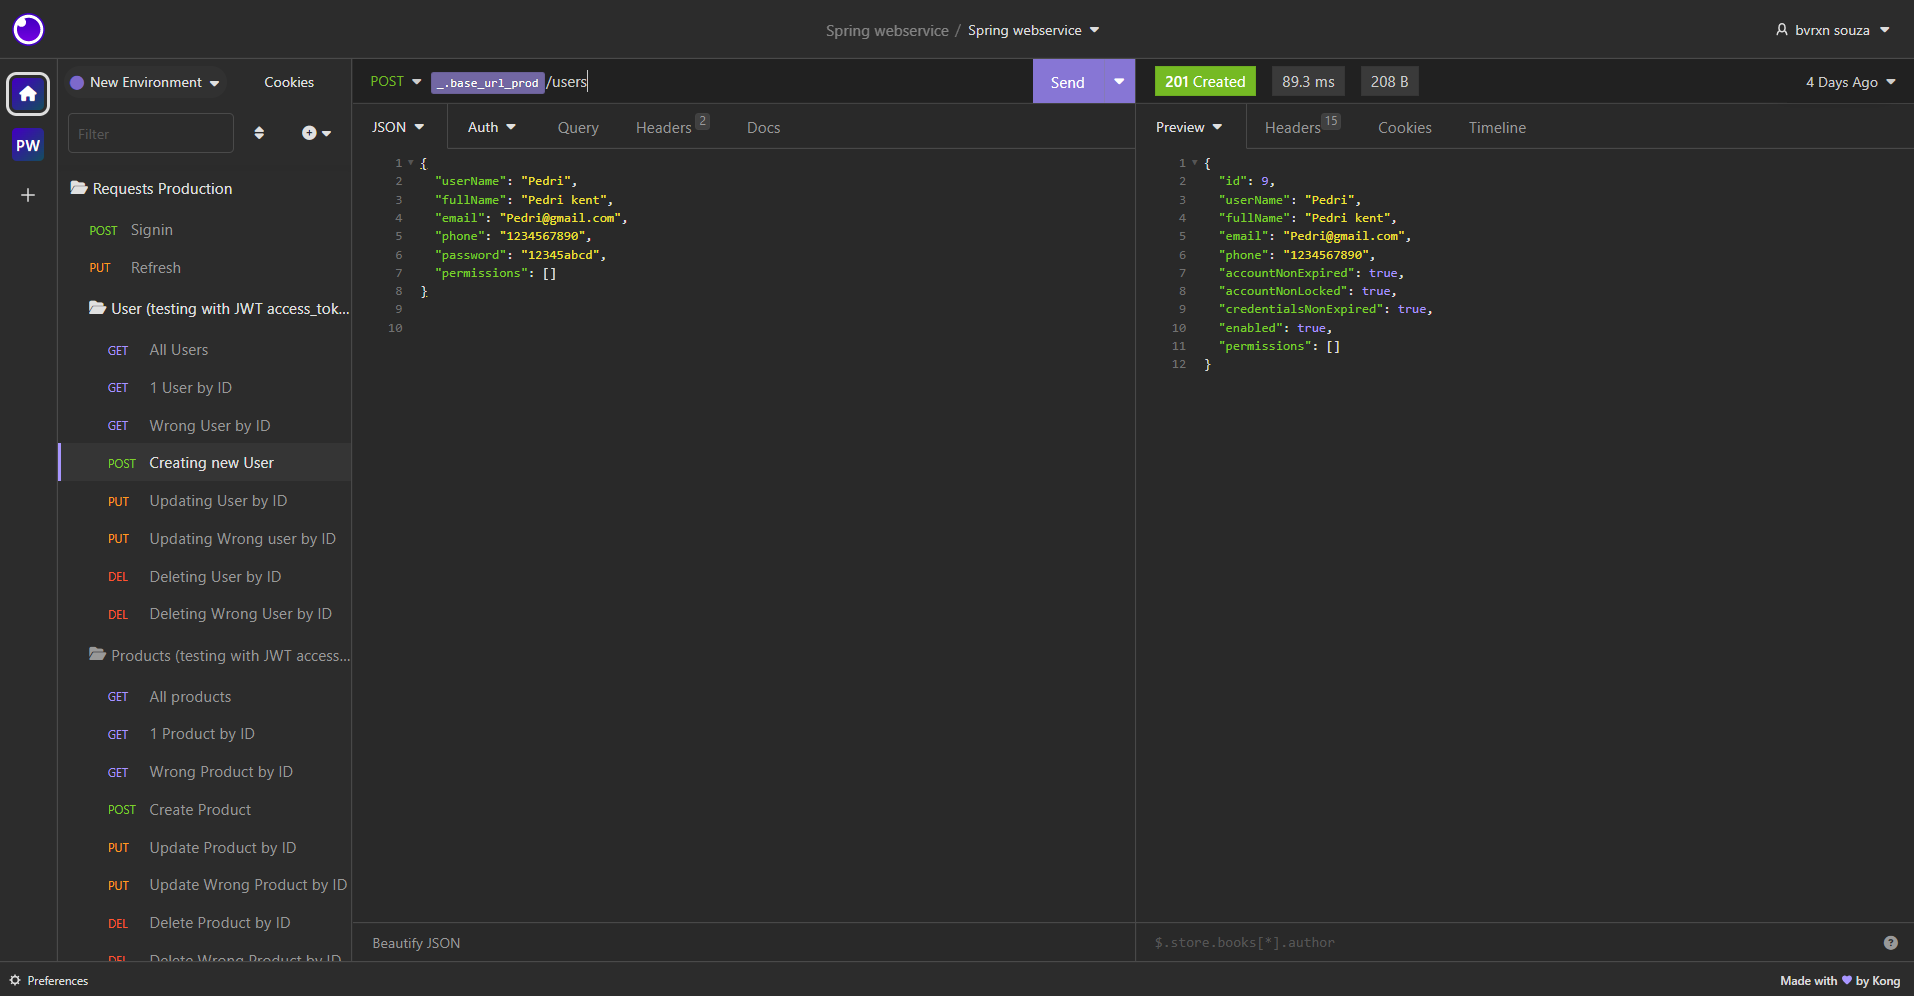 Spring webservice / Spring webservice
bvrxn souza
PW
New Environment
Cookies
Filter
Requests Production
POST Signin
PUT Refresh
User (testing with JWT access_tok...
GET All Users
GET 1 User by ID
GET Wrong User by ID
POST Creating new User
PUT Updating User by ID
PUT Updating Wrong user by ID
DEL Deleting User by ID
DEL Deleting Wrong User by ID
Products (testing with JWT access...
GET All products
GET 1 Product by ID
GET Wrong Product by ID
POST Create Product
PUT Update Product by ID
PUT Update Wrong Product by ID
DEL Delete Product by ID
DEL Delete Wrong Product by ID
POST _.base_url_prod /users
Send
JSON Auth Query Headers 2 Docs
1 {
2 "userName": "Pedri",
3 "fullName": "Pedri kent",
4 "email": "Pedri@gmail.com",
5 "phone": "1234567890",
6 "password": "12345abcd",
7 "permissions": []
8 }
9
10
Beautify JSON
201 Created 89.3 ms 208 B 4 Days Ago
Preview Headers 15 Cookies Timeline
1 {
2 "id": 9,
3 "userName": "Pedri",
4 "fullName": "Pedri kent",
5 "email": "Pedri@gmail.com",
6 "phone": "1234567890",
7 "accountNonExpired": true,
8 "accountNonLocked": true,
9 "credentialsNonExpired": true,
10 "enabled": true,
11 "permissions": []
12 }
$.store.books[*].author
?
Preferences
Made with 💜 by Kong